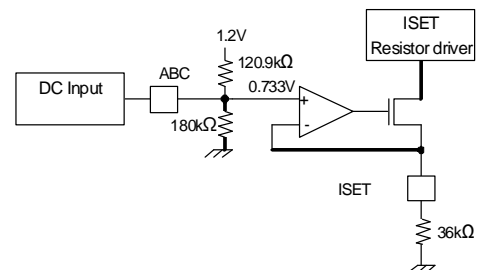 ISET
Resistor driver
1.2V
120.9kΩ
ABC
DC Input
0.733V
+
-
180kΩ
ISET
36kΩ